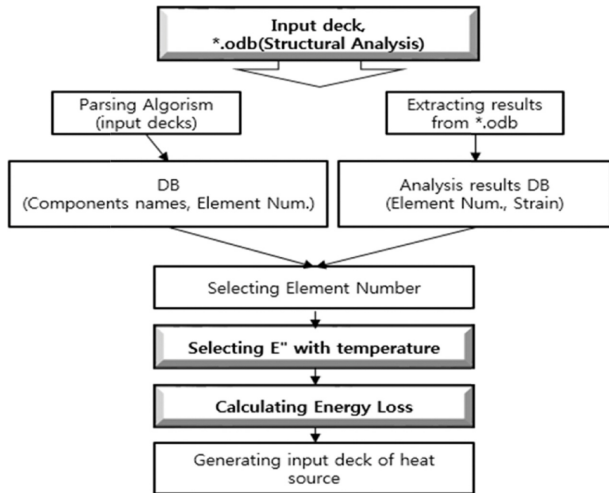 Input deck,
*.odb(Structural Analysis)
Parsing Algorism
(input decks)
Extracting results
from *.odb
DB
(Components names, Element Num.)
Analysis results DB
(Element Num., Strain)
Selecting Element Number
Selecting E" with temperature
Calculating Energy Loss
Generating input deck of heat
source